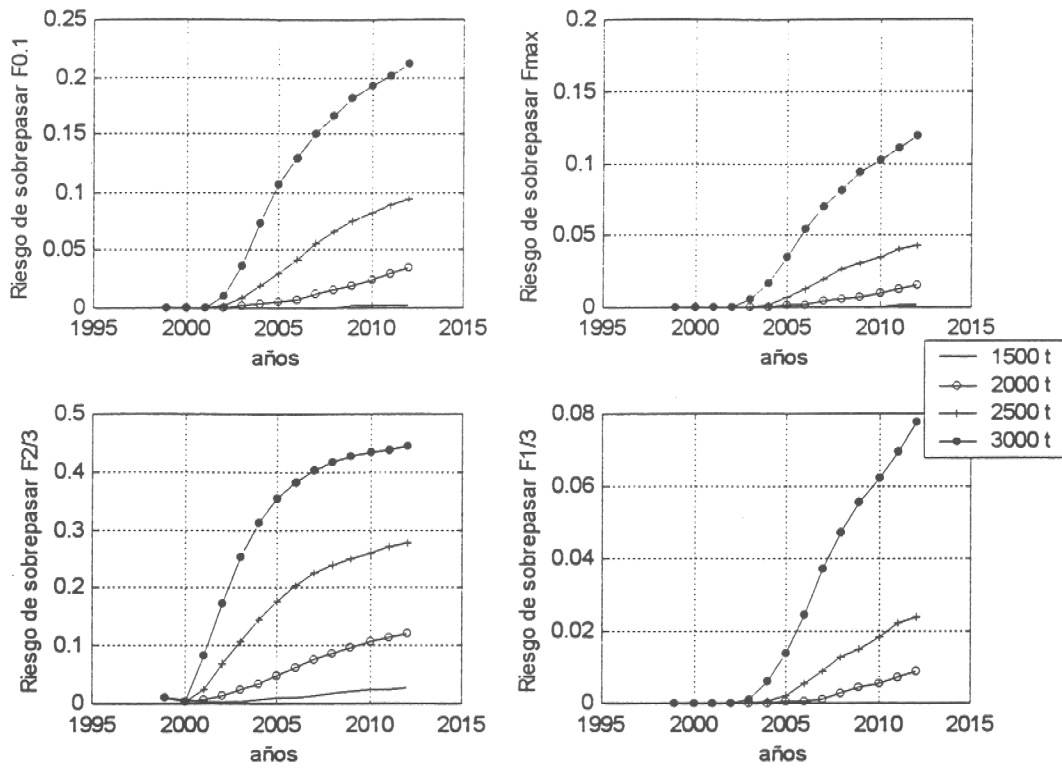 Riesgo de sobrepasar F0.1
0.25
0.2
0.15
0.1
0.05
0
1995 2000 2005 2010 2015
años
Riesgo de sobrepasar Fmax
0.2
0.15
0.1
0.05
0
1995 2000 2005 2010 2015
años
1500 t
2000 t
2500 t
3000 t
Riesgo de sobrepasar F2/3
0.5
0.4
0.3
0.2
0.1
0
1995 2000 2005 2010 2015
años
Riesgo de sobrepasar F1/3
0.08
0.06
0.04
0.02
0
1995 2000 2005 2010 2015
años